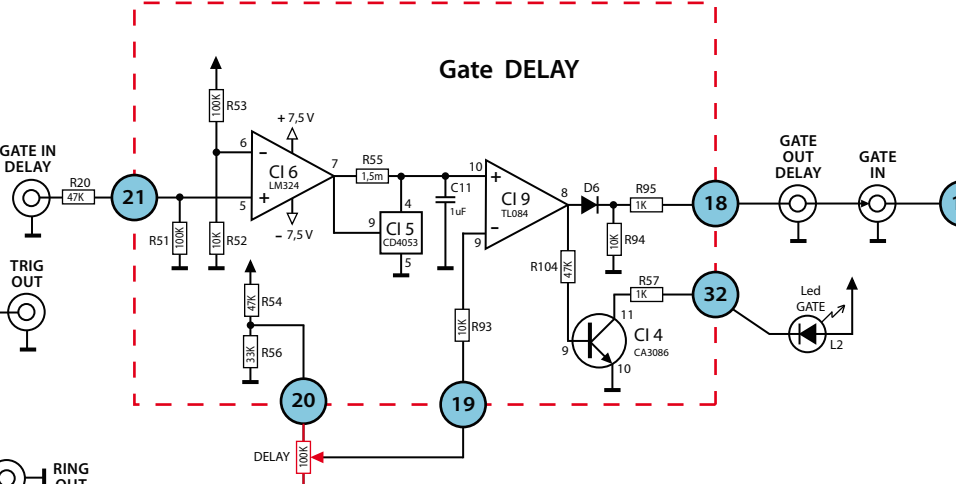 Gate DELAY
100K
R53
+ 7,5 V
6
7
CI 6
LM324
5
− 7,5 V
GATE IN
DELAY
R20
47K
21
R51
100K
10K
R52
R55
1,5m
4
9
CI 5
CD4053
5
C11
1uF
10
CI 9
TL084
9
8
D6
R95
1K
18
10K
R94
GATE
OUT
DELAY
GATE
IN
1
TRIG
OUT
47K
R54
33K
R56
10K
R93
R104
47K
R57
1K
32
11
CI 4
CA3086
9
10
Led
GATE
L2
20
19
DELAY
100K
RING
OUT
+
−
+
−